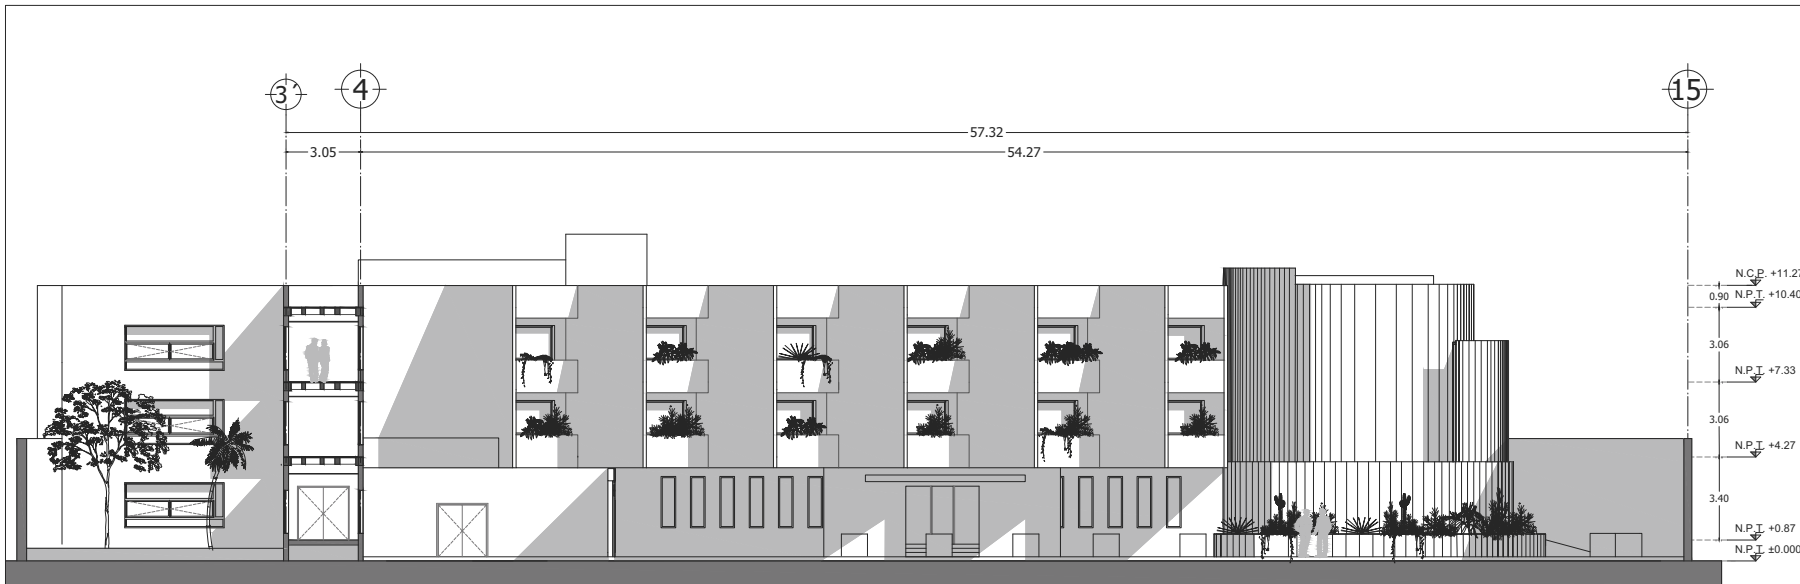 3´
4
15
57.32
3.05
54.27
N.C.P. +11.27
0.90
N.P.T. +10.40
3.06
N.P.T. +7.33
3.06
N.P.T. +4.27
3.40
N.P.T. +0.87
N.P.T. ±0.000